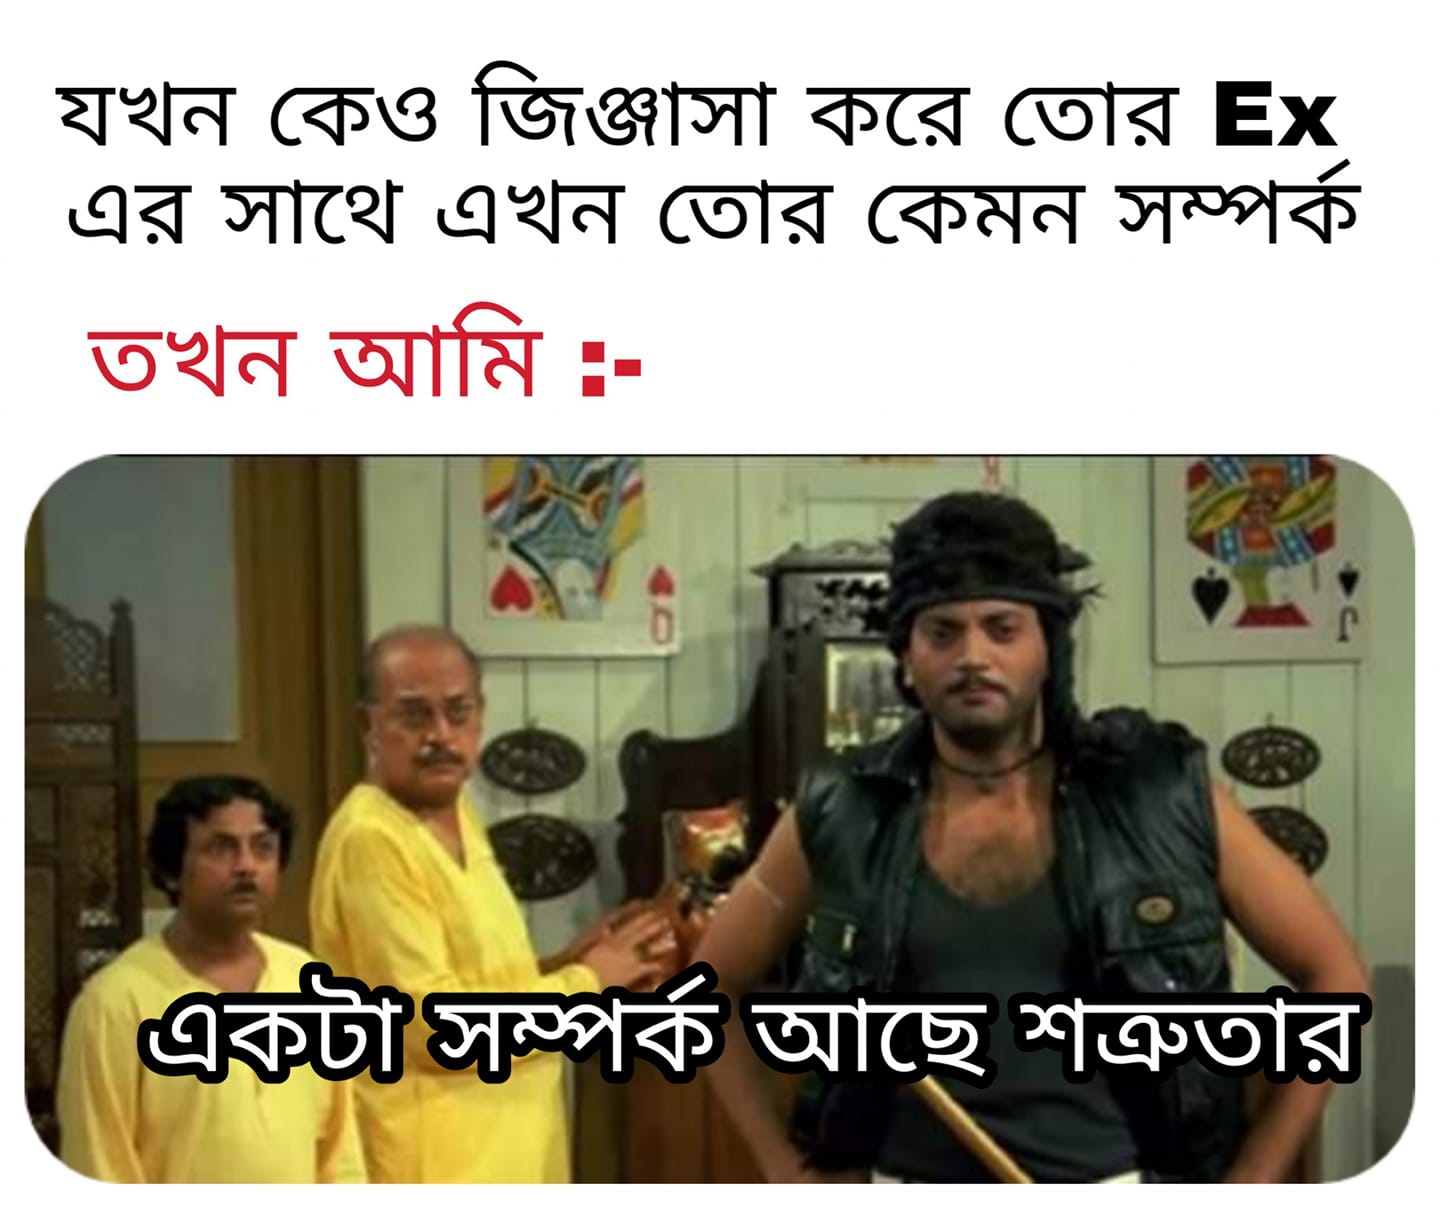 যখন কেও জিঞ্জাসা করে তোর Ex
এর সাথে এখন তোর কেমন সম্পর্ক
তখন আমি :-
Q
J
একটা সম্পর্ক আছে শত্রুতার